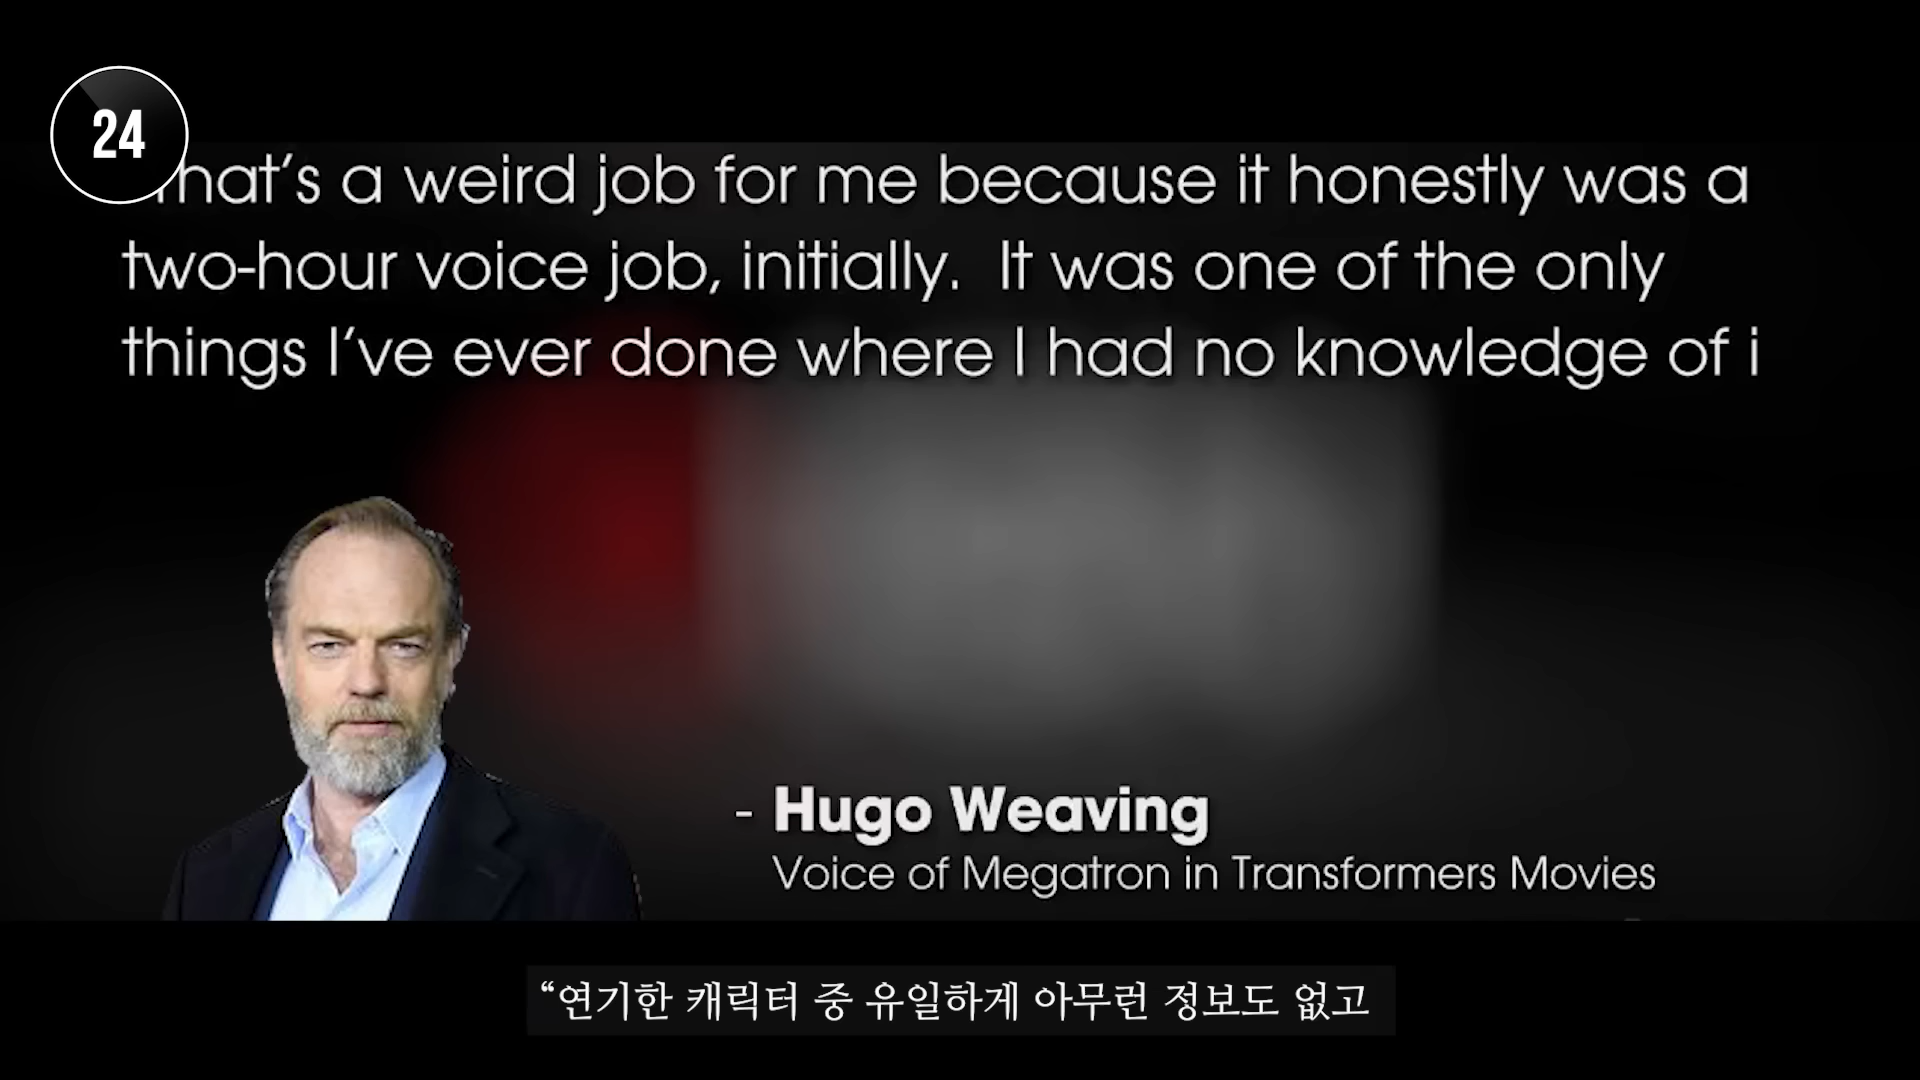 24
That's a weird job for me because it honestly was a
two-hour voice job, initially. It was one of the only
things I've ever done where I had no knowledge of i
- Hugo Weaving
Voice of Megatron in Transformers Movies
“연기한 캐릭터 중 유일하게 아무런 정보도 없고